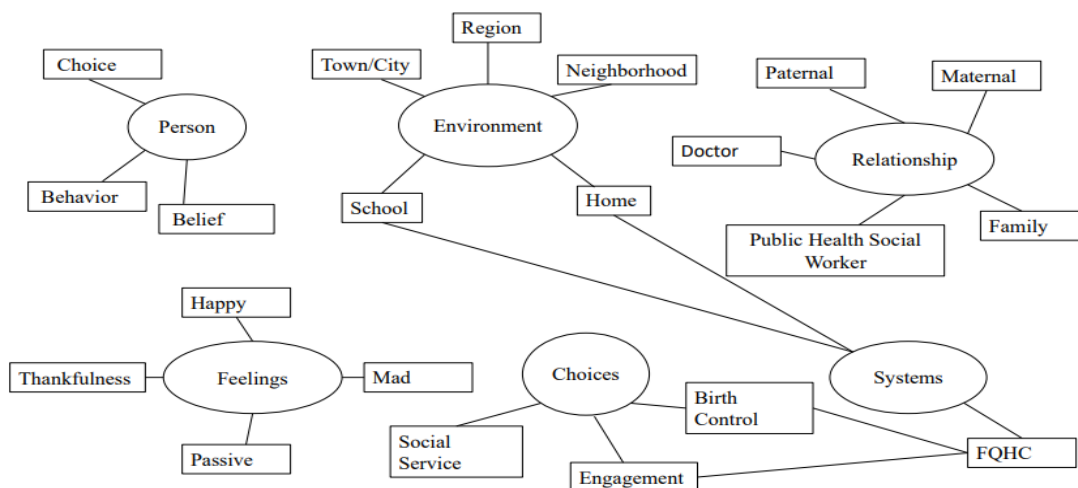 Region
Choice
Town/City
Neighborhood
Paternal
Maternal
Person
Environment
Doctor
Relationship
Behavior
School
Home
Belief
Family
Public Health Social
Worker
Happy
Thankfulness
Feelings
Mad
Choices
Systems
Birth
Control
Social
Service
Passive
Engagement
FQHC